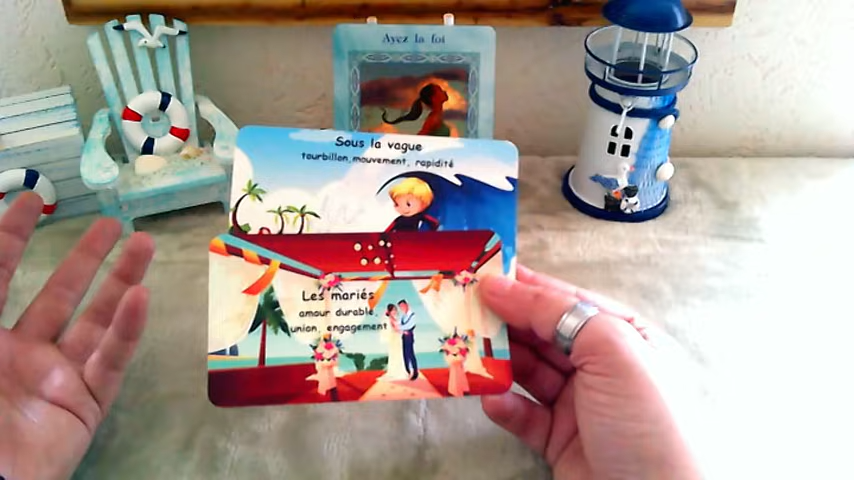 Ayez la foi
Sous la vague
tourbillon, mouvement, rapidité
Les mariés
amour durable,
union, engagement